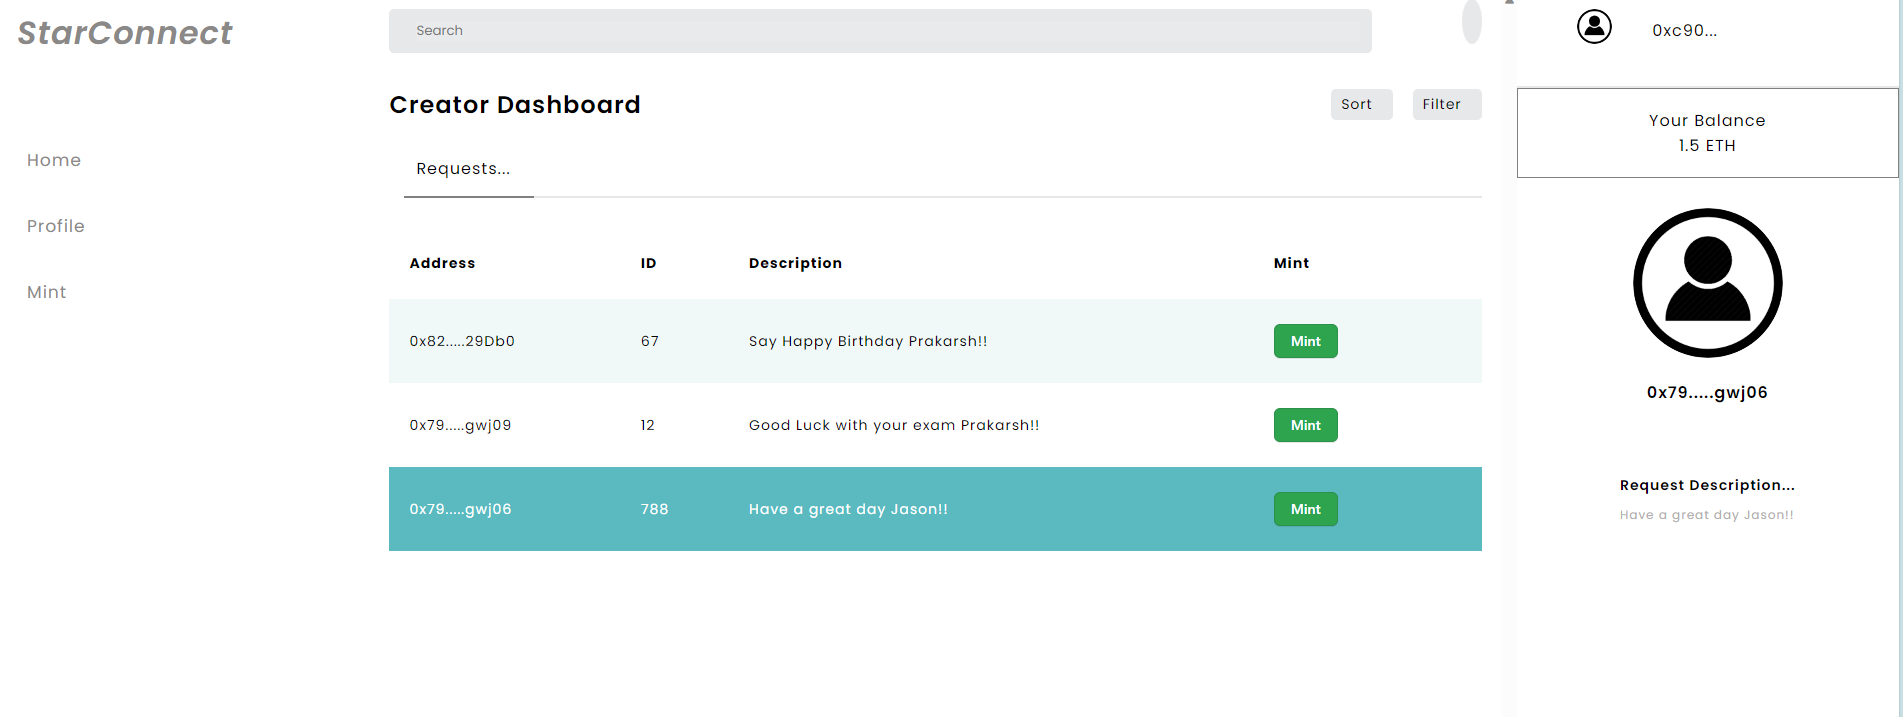 StarConnect
Home
Profile
Mint
Search
Creator Dashboard
Sort
Filter
Requests...
Address ID Description Mint
0x82.....29Db0 67 Say Happy Birthday Prakarsh!! Mint
0x79.....gwj09 12 Good Luck with your exam Prakarsh!! Mint
0x79.....gwj06 788 Have a great day Jason!! Mint
0xc90...
Your Balance
1.5 ETH
0x79.....gwj06
Request Description...
Have a great day Jason!!